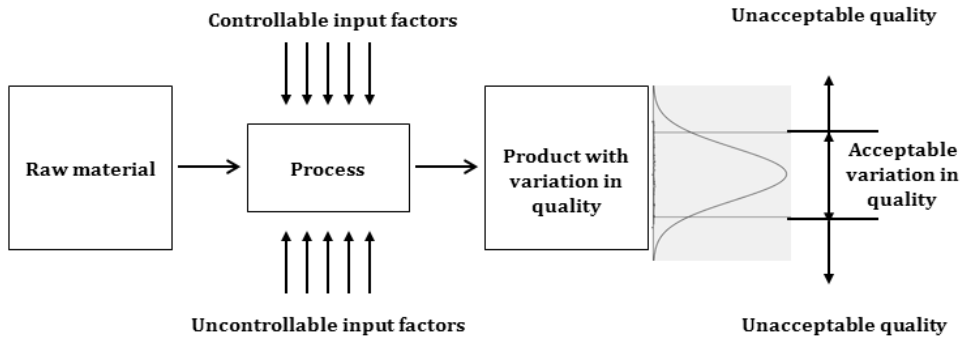 Unacceptable quality
Controllable input factors
Raw material
Process
Product with
variation in
quality
Acceptable
variation in
quality
Uncontrollable input factors
Unacceptable quality